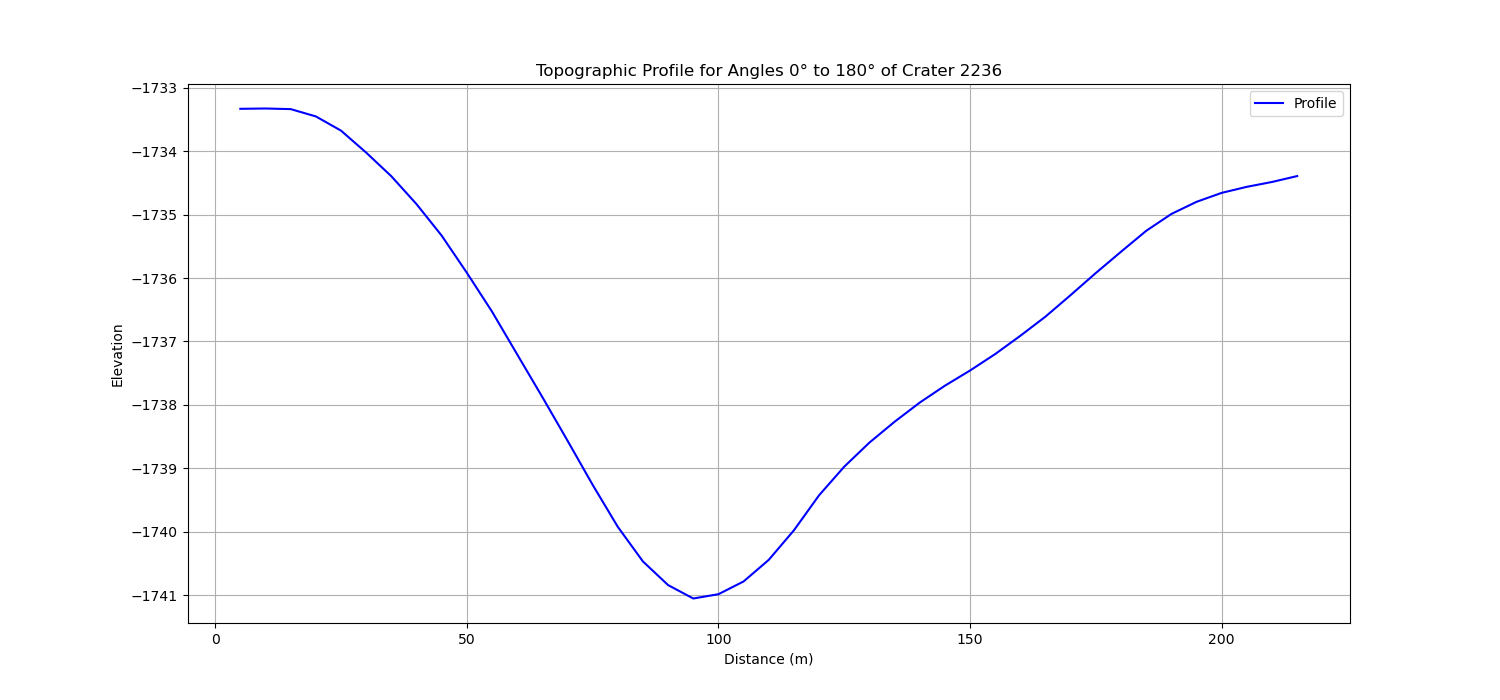 Topographic Profile for Angles 0° to 180° of Crater 2236
Profile
Elevation
−1733
−1734
−1735
−1736
−1737
−1738
−1739
−1740
−1741
0 50 100 150 200
Distance (m)